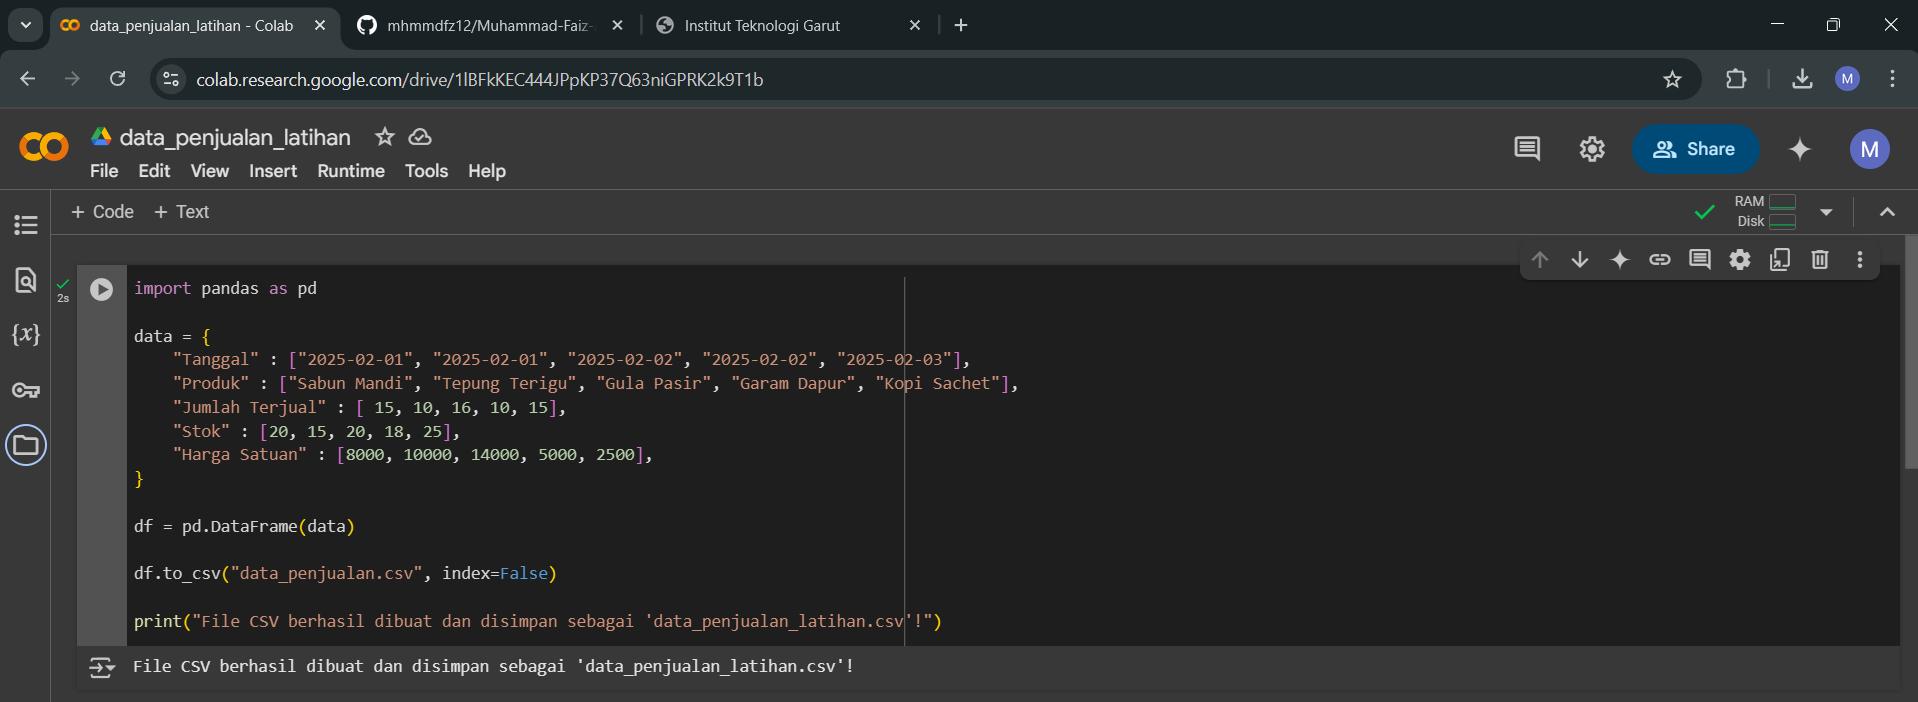 data_penjualan_latihan - Colab
mhmmdfz12/Muhammad-Faiz-
Institut Teknologi Garut
colab.research.google.com/drive/1lBFkKEC444JPpKP37Q63niGPRK2k9T1b
M
data_penjualan_latihan
Share
M
File Edit View Insert Runtime Tools Help
+ Code + Text
RAM
Disk
{x}
2s
import pandas as pd
data = {
"Tanggal" : ["2025-02-01", "2025-02-01", "2025-02-02", "2025-02-02", "2025-02-03"],
"Produk" : ["Sabun Mandi", "Tepung Terigu", "Gula Pasir", "Garam Dapur", "Kopi Sachet"],
"Jumlah Terjual" : [ 15, 10, 16, 10, 15],
"Stok" : [20, 15, 20, 18, 25],
"Harga Satuan" : [8000, 10000, 14000, 5000, 2500],
}
df = pd.DataFrame(data)
df.to_csv("data_penjualan.csv", index=False)
print("File CSV berhasil dibuat dan disimpan sebagai 'data_penjualan_latihan.csv'!")
File CSV berhasil dibuat dan disimpan sebagai 'data_penjualan_latihan.csv'!